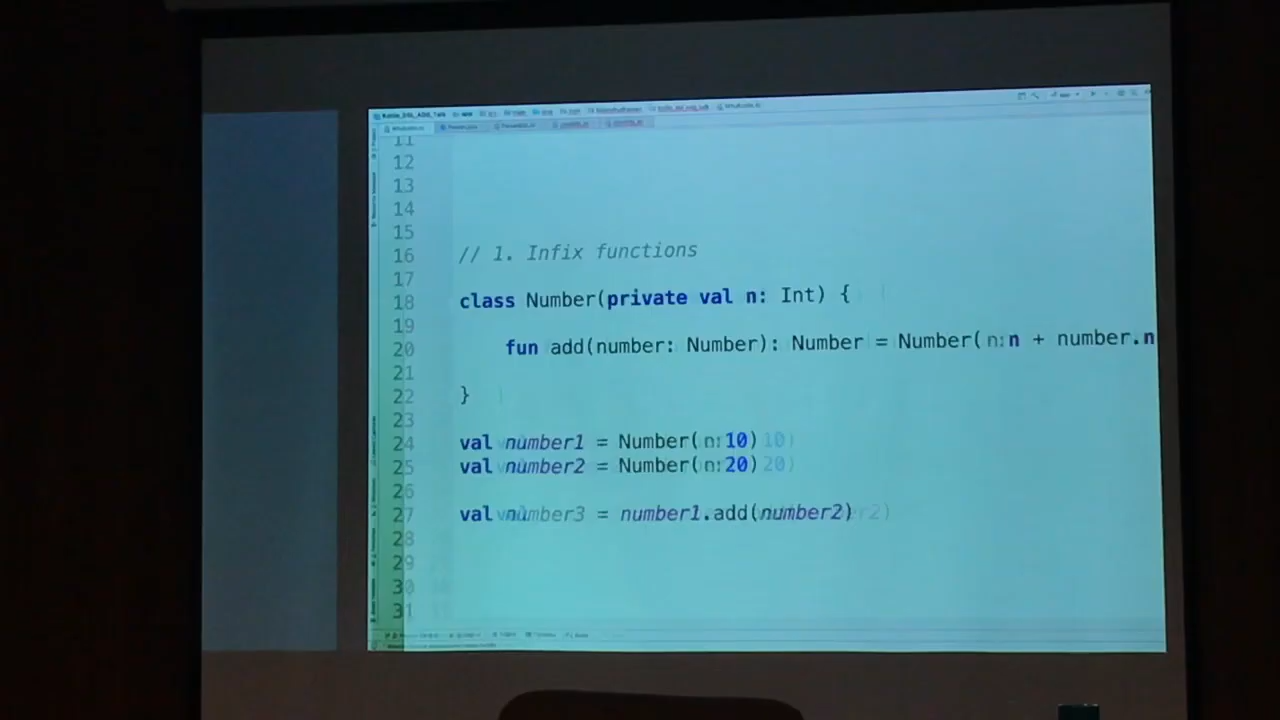 Kotlin_DSL_ADG_Talk
11
12
13
14
15
16 // 1. Infix functions
17
18 class Number(private val n: Int) {
19
20 fun add(number: Number): Number = Number( n: n + number.n
21
22 }
23
24 val number1 = Number( n: 10)
25 val number2 = Number( n: 20)
26
27 val number3 = number1.add(number2)
28
29
30
31